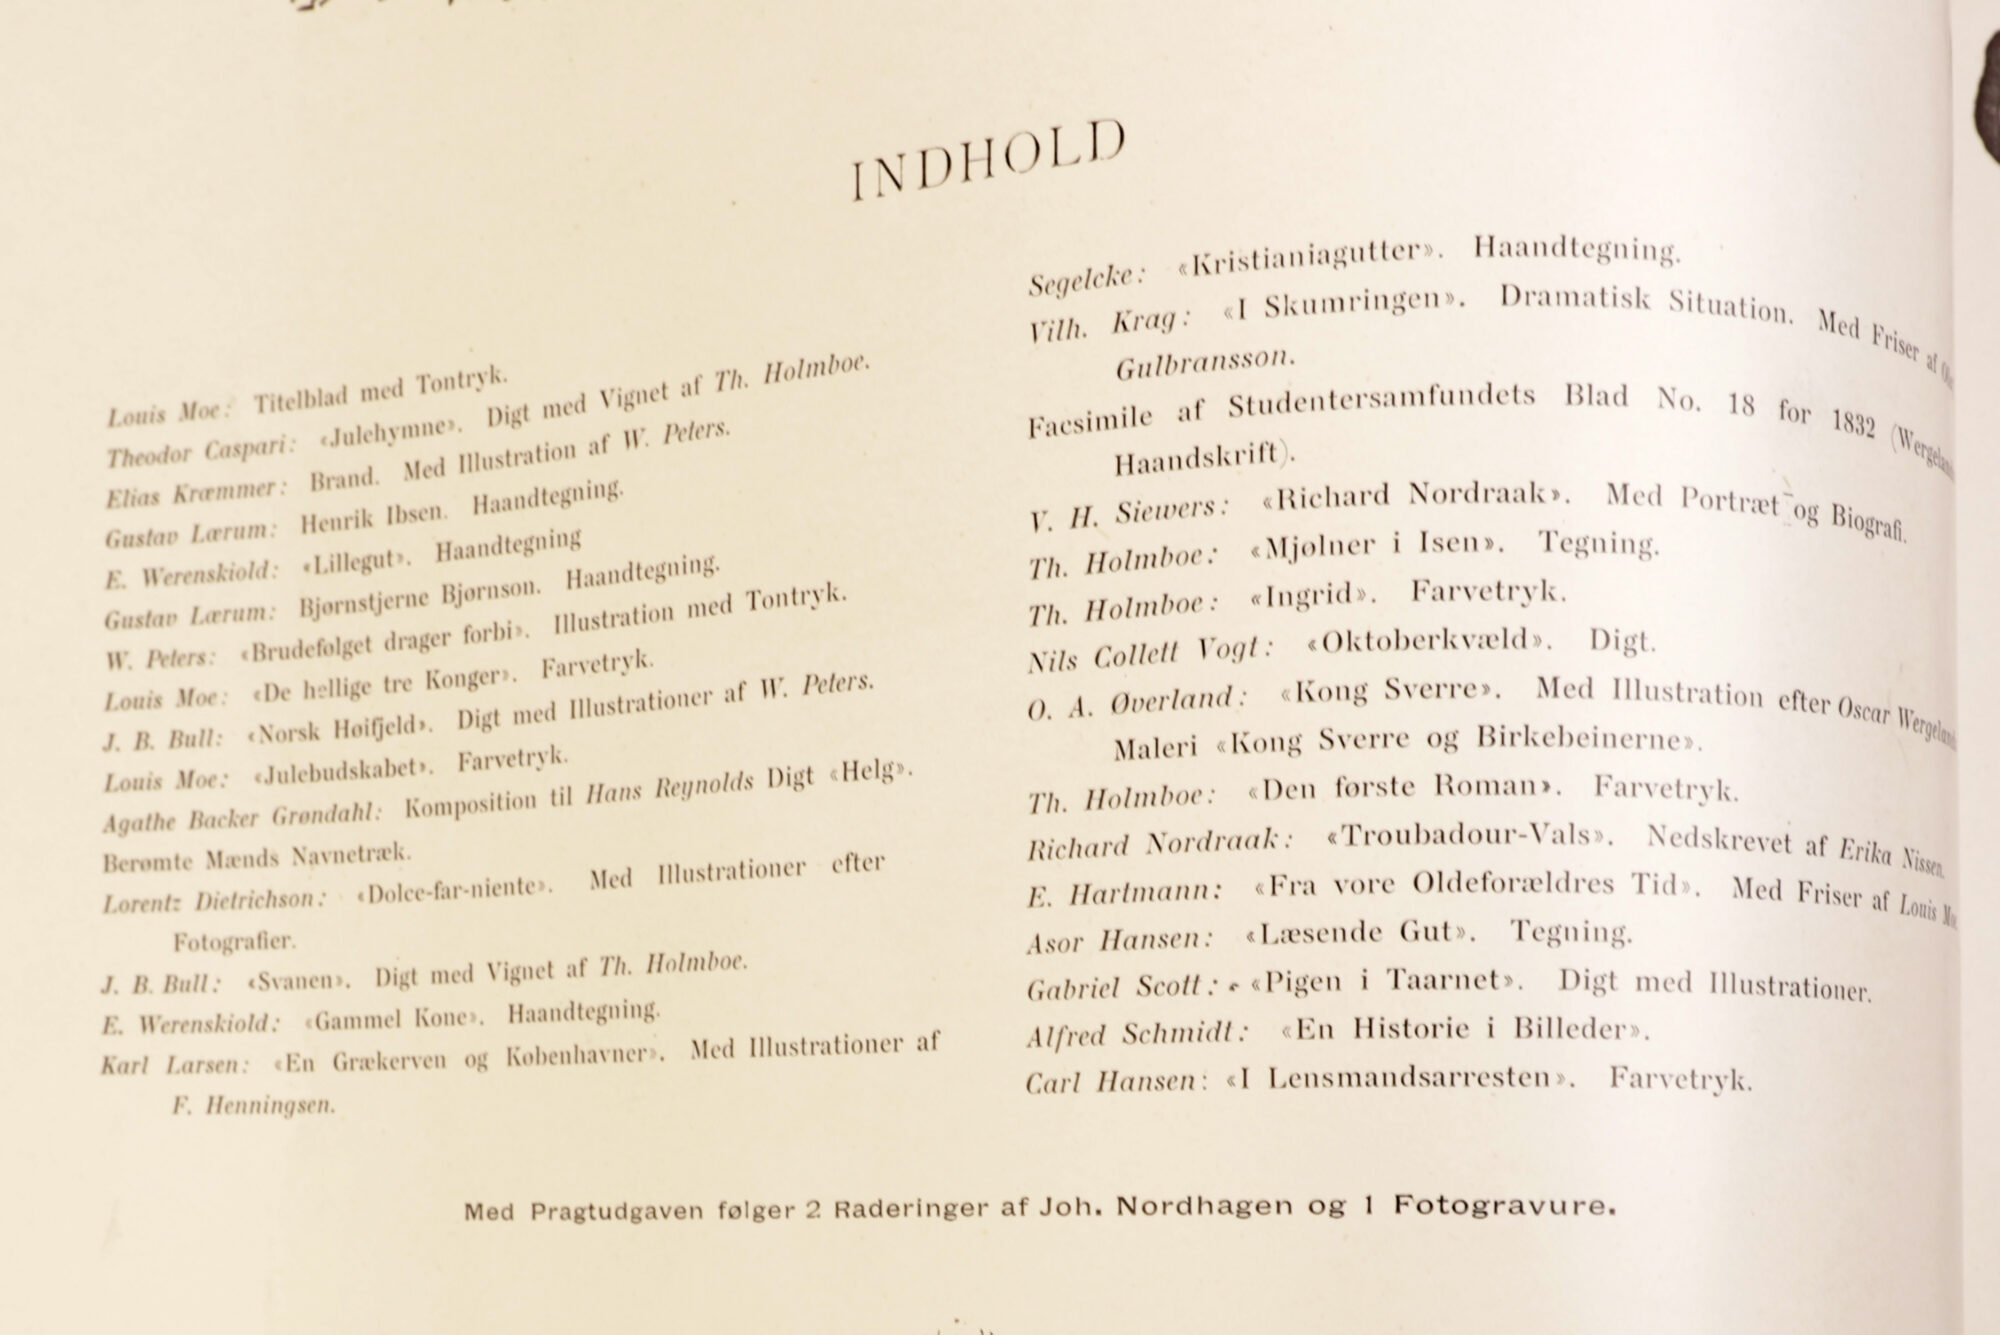 INDHOLD
Louis Moe: Titelblad med Tontryk.
Theodor Caspari: «Julehymne». Digt med Vignet af Th. Holmboe.
Elias Kræmmer: Brand. Med Illustration af W. Peters.
Gustav Lærum: Henrik Ibsen. Haandtegning.
E. Werenskiold: «Lillegut». Haandtegning
Gustav Lærum: Bjørnstjerne Bjørnson. Haandtegning.
W. Peters: «Brudefølget drager forbi». Illustration med Tontryk.
Louis Moe: «De hellige tre Konger». Farvetryk.
J. B. Bull: «Norsk Høifjeld». Digt med Illustrationer af W. Peters.
Louis Moe: «Julebudskabet». Farvetryk.
Agathe Backer Grøndahl: Komposition til Hans Reynolds Digt «Helg».
Berømte Mænds Navnetræk.
Lorentz Dietrichson: «Dolce-far-niente». Med Illustrationer efter
Fotografier.
J. B. Bull: «Svanen». Digt med Vignet af Th. Holmboe.
E. Werenskiold: «Gammel Kone». Haandtegning.
Karl Larsen: «En Grækerven og Københavner». Med Illustrationer af
F. Henningsen.
Segelcke: «Kristianiagutter». Haandtegning.
Vilh. Krag: «I Skumringen». Dramatisk Situation. Med Friser af
Gulbransson.
Facsimile af Studentersamfundets Blad No. 18 for 1832 (Wergelands
Haandskrift).
V. H. Siewers: «Richard Nordraak». Med Portræt og Biografi.
Th. Holmboe: «Mjølner i Isen». Tegning.
Th. Holmboe: «Ingrid». Farvetryk.
Nils Collett Vogt: «Oktoberkvæld». Digt.
O. A. Øverland: «Kong Sverre». Med Illustration efter Oscar Wergelands
Maleri «Kong Sverre og Birkebeinerne».
Th. Holmboe: «Den første Roman». Farvetryk.
Richard Nordraak: «Troubadour-Vals». Nedskrevet af Erika Nissen.
E. Hartmann: «Fra vore Oldeforældres Tid». Med Friser af Louis Moe
Asor Hansen: «Læsende Gut». Tegning.
Gabriel Scott: «Pigen i Taarnet». Digt med Illustrationer.
Alfred Schmidt: «En Historie i Billeder».
Carl Hansen: «I Lensmandsarresten». Farvetryk.
Med Pragtudgaven følger 2 Raderinger af Joh. Nordhagen og 1 Fotogravure.